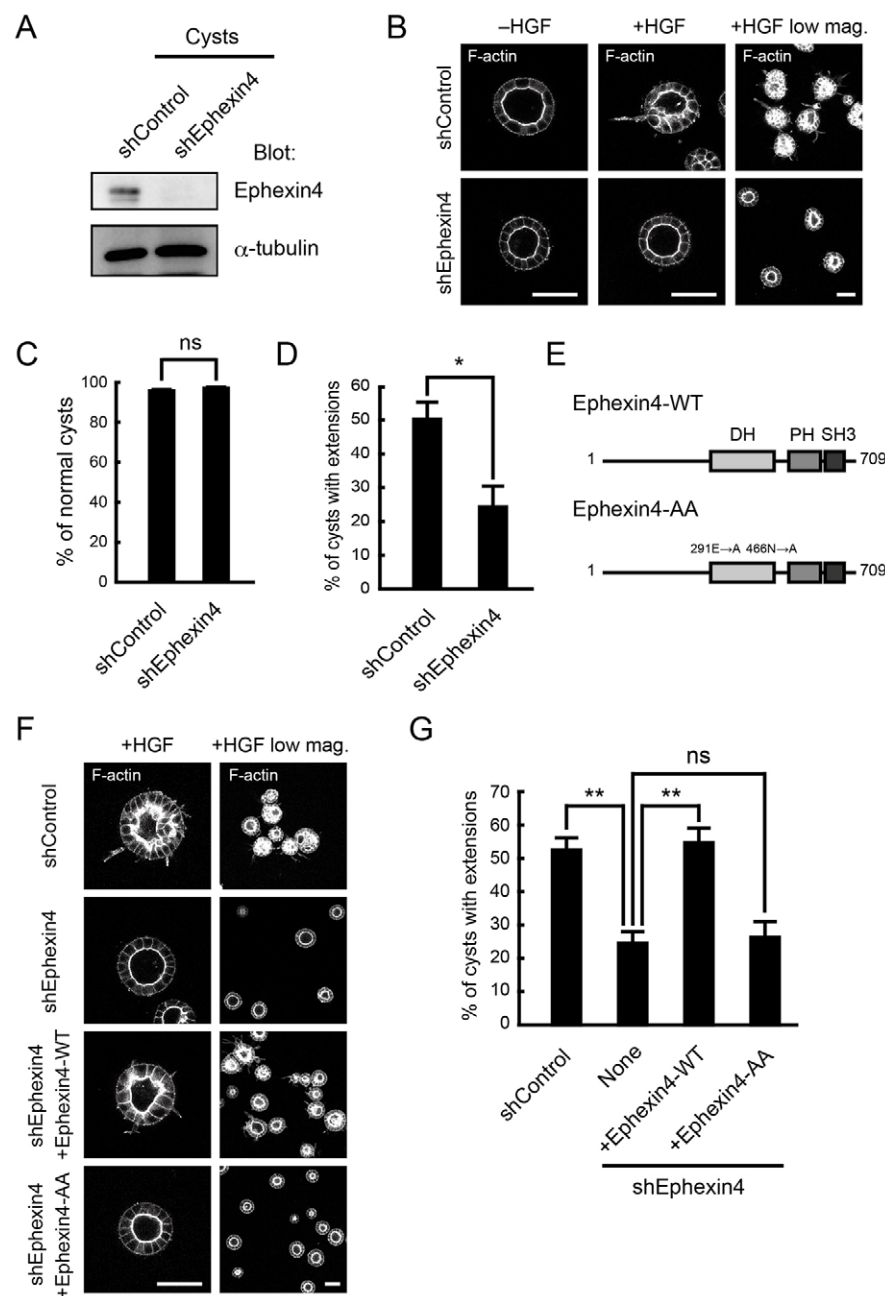 A
Cysts
shControl
shEphexin4
Blot:
Ephexin4
α-tubulin
B
–HGF
+HGF
+HGF low mag.
F-actin
F-actin
F-actin
shControl
shEphexin4
C
ns
% of normal cysts
100
80
60
40
20
0
shControl
shEphexin4
D
*
% of cysts with extensions
60
50
40
30
20
10
0
shControl
shEphexin4
E
Ephexin4-WT
DH
PH
SH3
1
709
Ephexin4-AA
291E→A 466N→A
1
709
F
+HGF
+HGF low mag.
F-actin
F-actin
shControl
shEphexin4
shEphexin4
+Ephexin4-WT
shEphexin4
+Ephexin4-AA
G
ns
**
**
% of cysts with extensions
70
60
50
40
30
20
10
0
shControl
None
+Ephexin4-WT
+Ephexin4-AA
shEphexin4